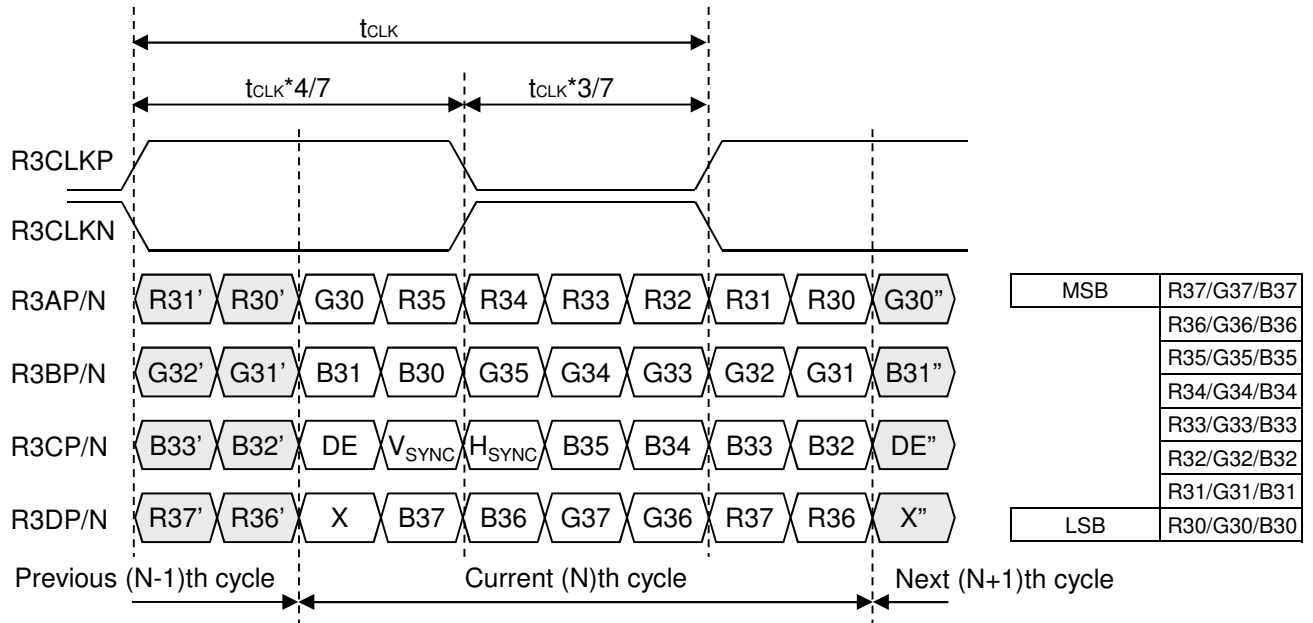 tCLK
tCLK*4/7 tCLK*3/7
R3CLKP
R3CLKN
R3AP/N R31’ R30’ G30 R35 R34 R33 R32 R31 R30 G30”
R3BP/N G32’ G31’ B31 B30 G35 G34 G33 G32 G31 B31”
R3CP/N B33’ B32’ DE VSYNC HSYNC B35 B34 B33 B32 DE”
R3DP/N R37’ R36’ X B37 B36 G37 G36 R37 R36 X”
Previous (N-1)th cycle Current (N)th cycle Next (N+1)th cycle
MSB R37/G37/B37
R36/G36/B36
R35/G35/B35
R34/G34/B34
R33/G33/B33
R32/G32/B32
R31/G31/B31
LSB R30/G30/B30